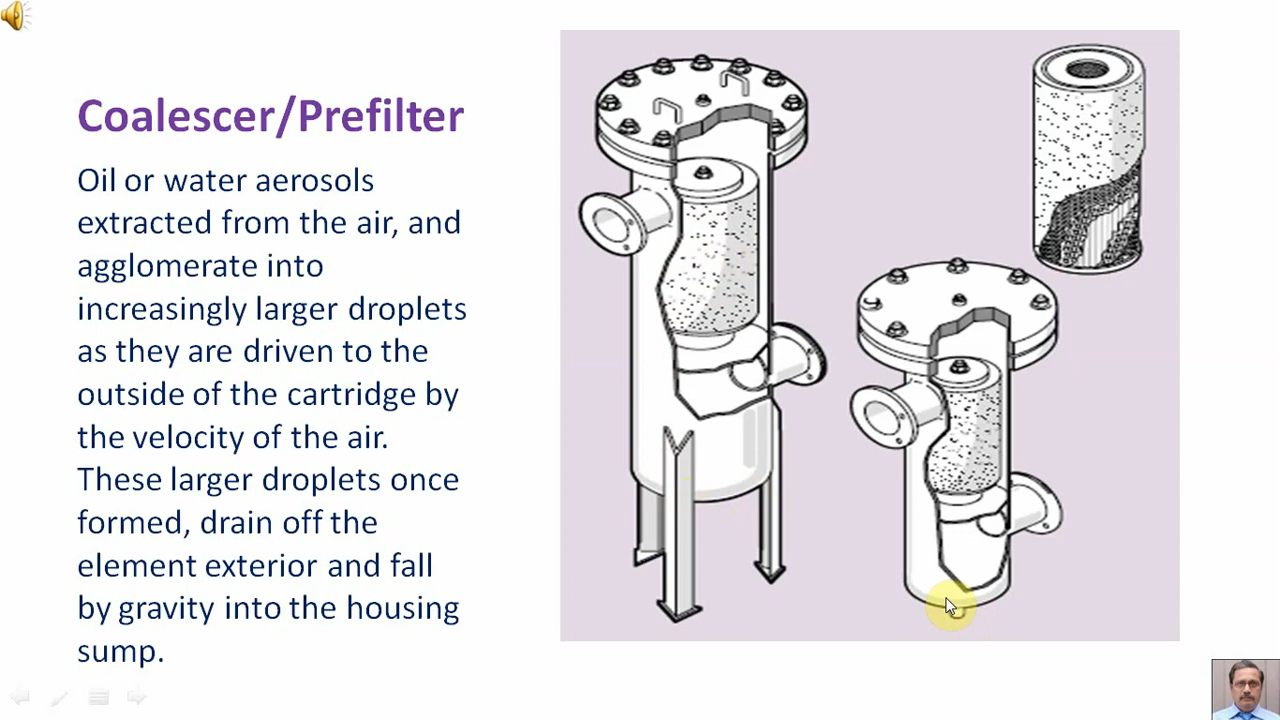 Coalescer/Prefilter
Oil or water aerosols
extracted from the air, and
agglomerate into
increasingly larger droplets
as they are driven to the
outside of the cartridge by
the velocity of the air.
These larger droplets once
formed, drain off the
element exterior and fall
by gravity into the housing
sump.